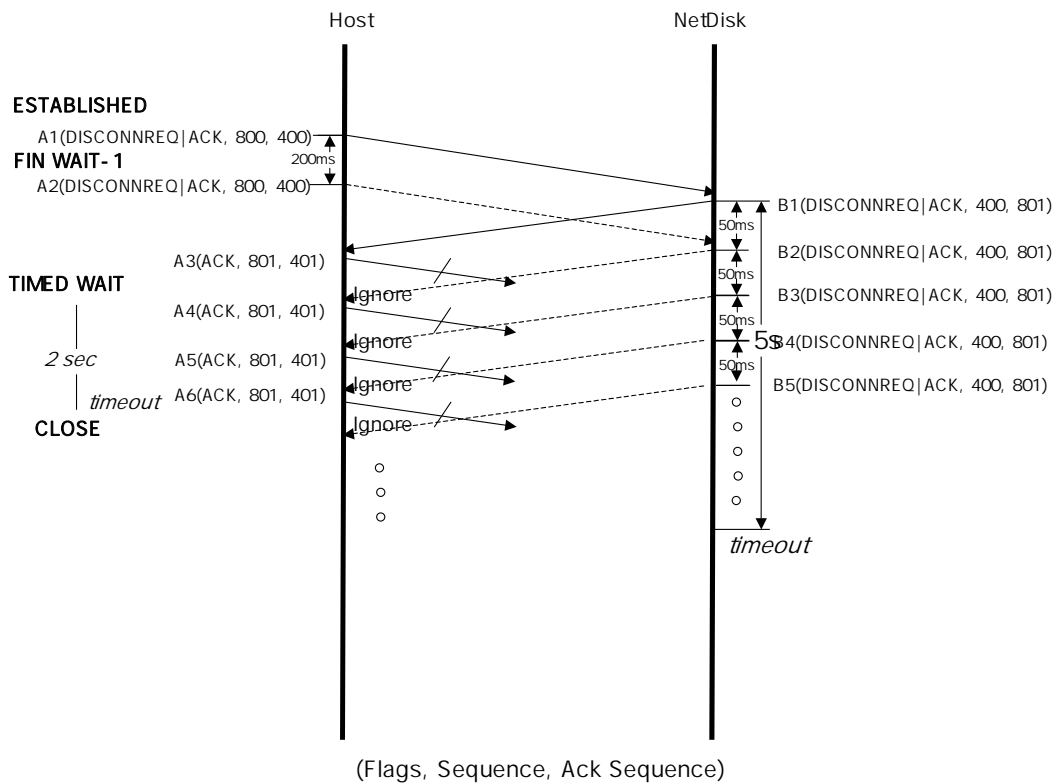 Host
NetDisk
ESTABLISHED
A1(DISCONNREQ|ACK, 800, 400)
FIN WAIT-1
200ms
A2(DISCONNREQ|ACK, 800, 400)
B1(DISCONNREQ|ACK, 400, 801)
50ms
B2(DISCONNREQ|ACK, 400, 801)
A3(ACK, 801, 401)
50ms
TIMED WAIT
Ignore
B3(DISCONNREQ|ACK, 400, 801)
A4(ACK, 801, 401)
50ms
Ignore
5s
B4(DISCONNREQ|ACK, 400, 801)
2 sec
A5(ACK, 801, 401)
50ms
Ignore
B5(DISCONNREQ|ACK, 400, 801)
timeout
A6(ACK, 801, 401)
Ignore
CLOSE
timeout
(Flags, Sequence, Ack Sequence)